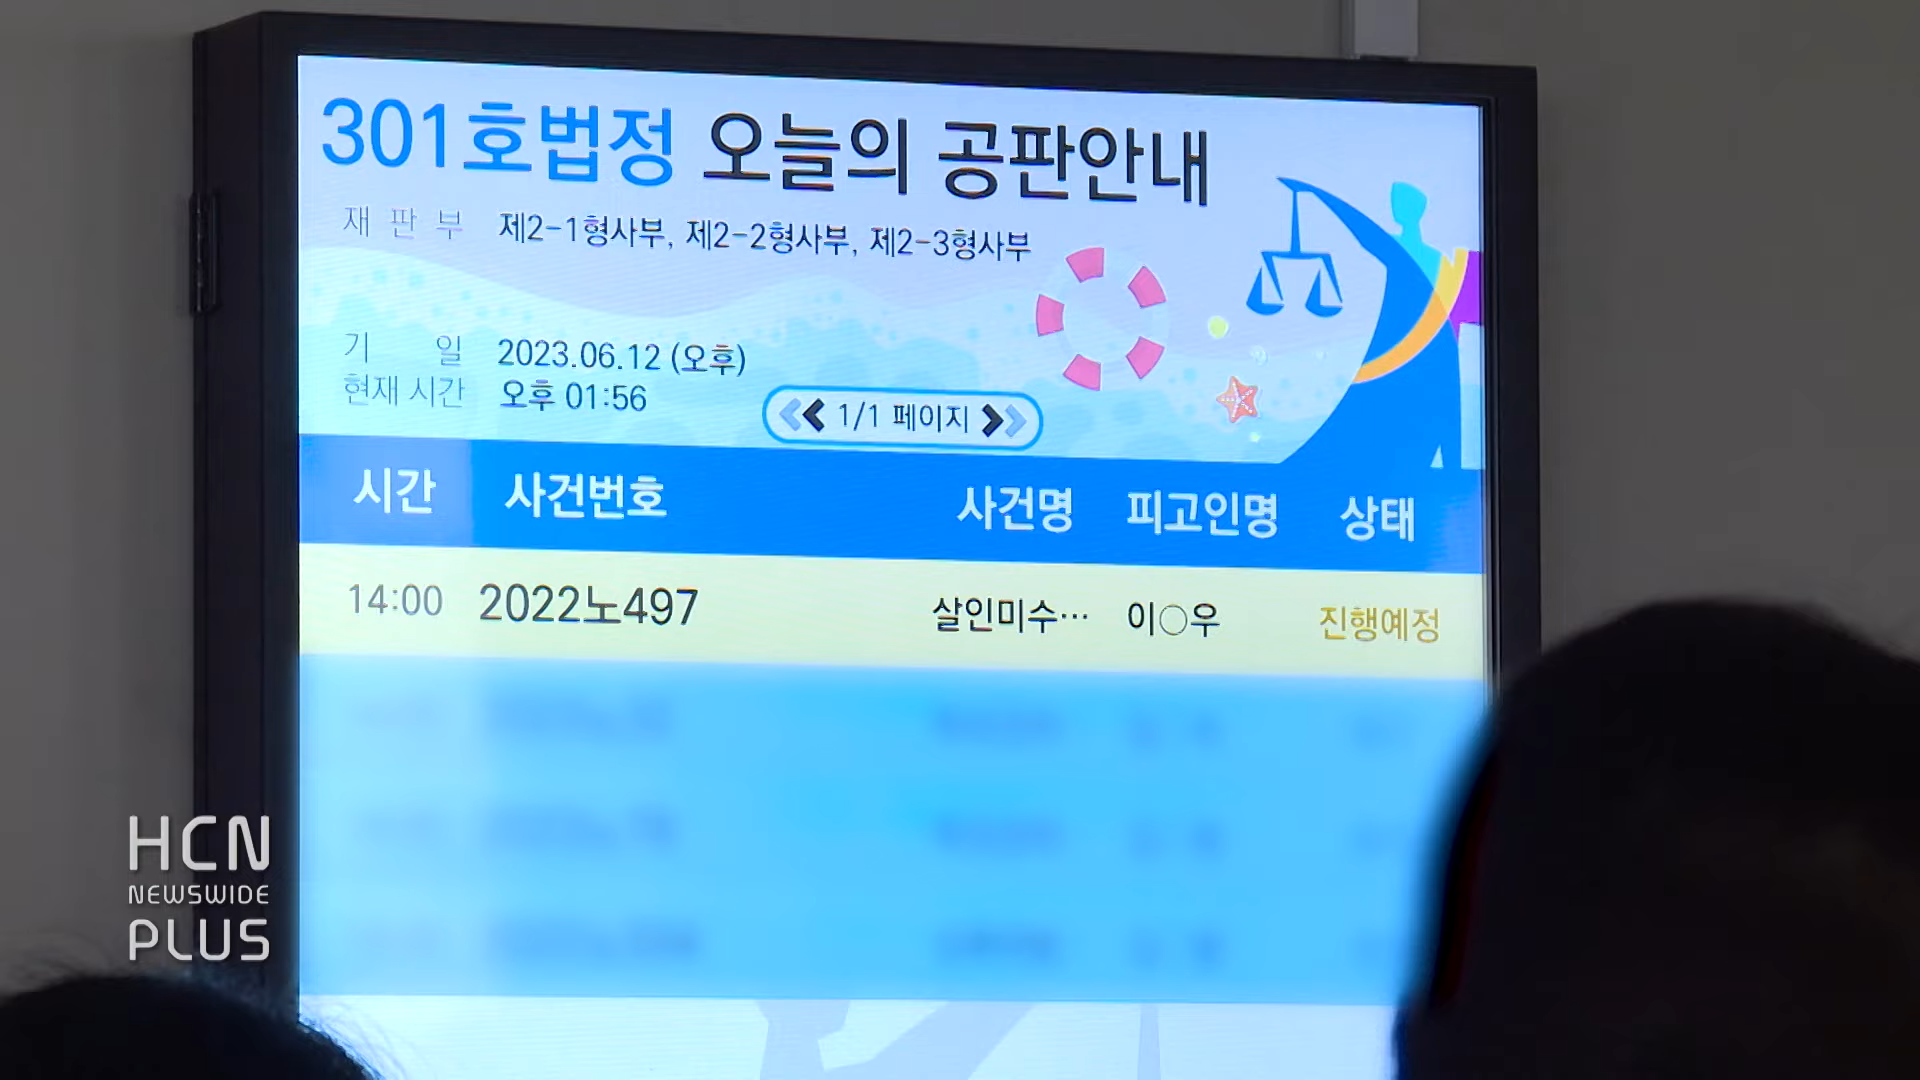 301호법정 오늘의 공판안내
재 판 부 제2-1형사부, 제2-2형사부, 제2-3형사부
기 일 2023.06.12 (오후)
현재 시간 오후 01:56
1/1 페이지
시간 사건번호 사건명 피고인명 상태
14:00 2022노497 살인미수… 이○우 진행예정
HCN
NEWSWIDE
PLUS